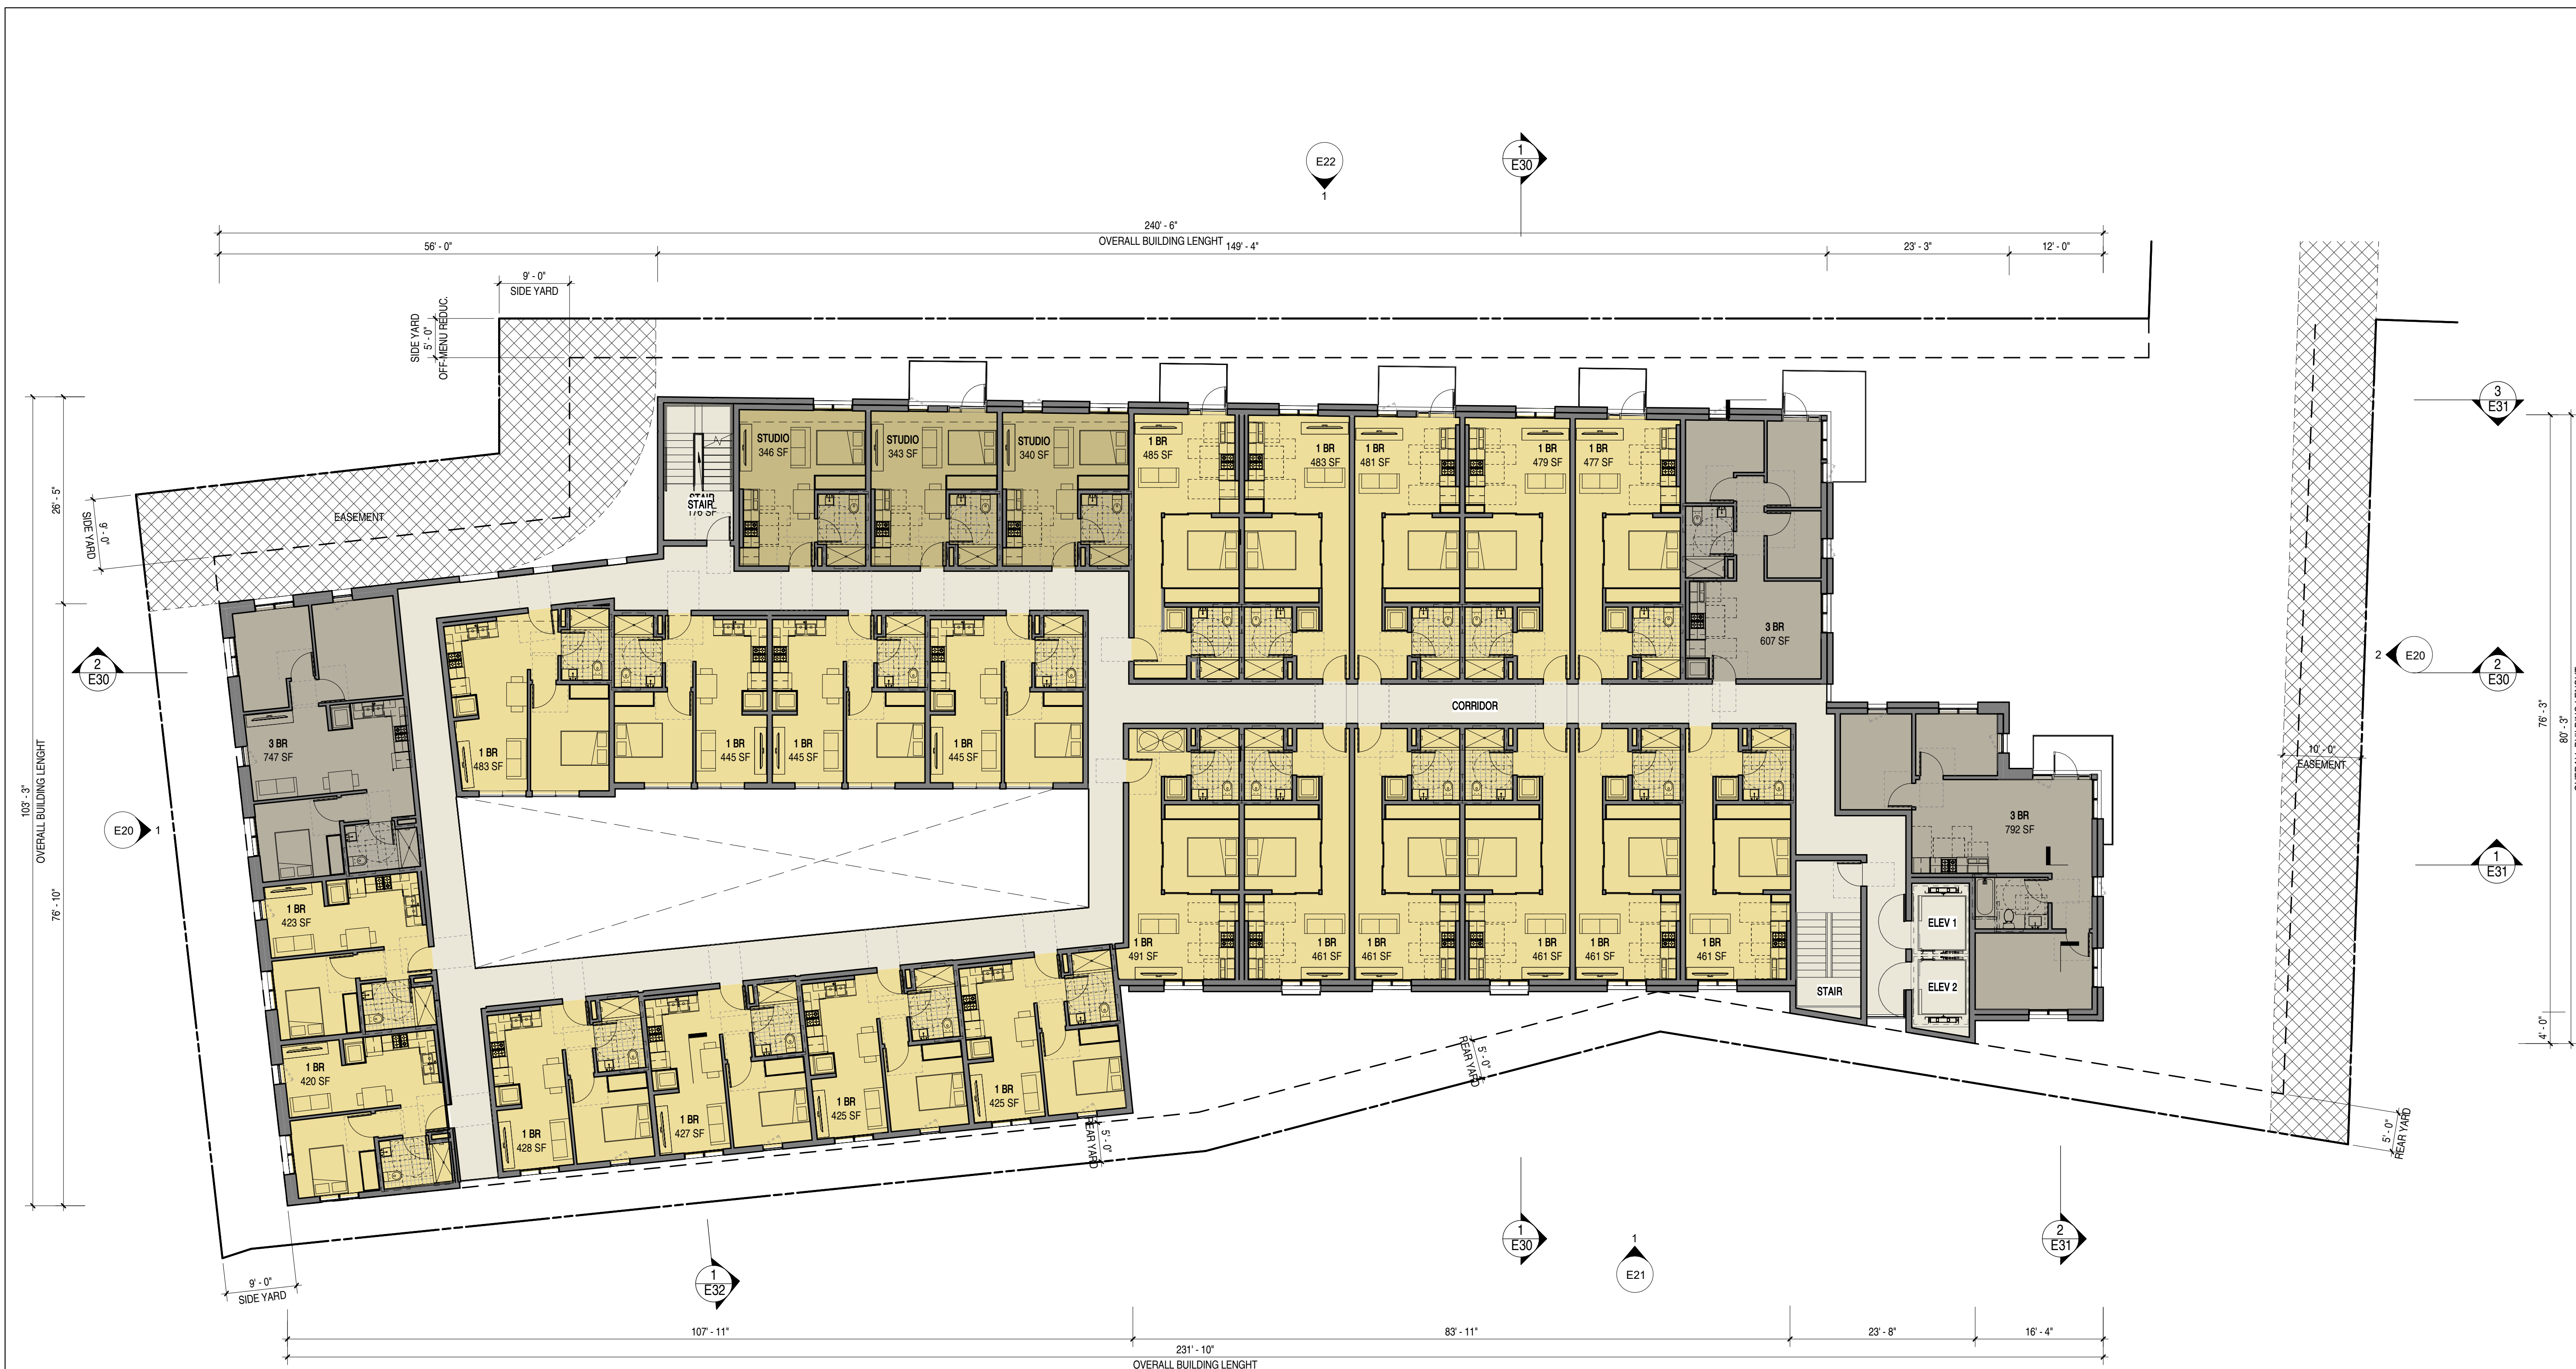 E22
1
1
E30
240' - 6"
OVERALL BUILDING LENGHT
56' - 0"
149' - 4"
23' - 3"
12' - 0"
9' - 0"
SIDE YARD
SIDE YARD
5' - 0"
OFF-MENU REDUC.
3
E31
26' - 5"
9' - 0"
SIDE YARD
EASEMENT
STUDIO
346 SF
STUDIO
343 SF
STUDIO
340 SF
1 BR
485 SF
1 BR
483 SF
1 BR
481 SF
1 BR
479 SF
1 BR
477 SF
STAIR
STAIR
176 SF
3 BR
607 SF
2
E30
2
E20
2
E30
CORRIDOR
3 BR
747 SF
1 BR
483 SF
1 BR
445 SF
1 BR
445 SF
1 BR
445 SF
76' - 3"
80' - 3"
10' - 0"
EASEMENT
103' - 3"
OVERALL BUILDING LENGHT
76' - 10"
E20
1
3 BR
792 SF
1
E31
1 BR
423 SF
1 BR
491 SF
1 BR
461 SF
1 BR
461 SF
1 BR
461 SF
1 BR
461 SF
1 BR
461 SF
ELEV 1
ELEV 2
STAIR
4' - 0"
1 BR
420 SF
1 BR
428 SF
1 BR
427 SF
1 BR
425 SF
1 BR
425 SF
5' - 0"
REAR YARD
5' - 0"
REAR YARD
5' - 0"
REAR YARD
9' - 0"
SIDE YARD
1
E32
1
E30
1
E21
2
E31
107' - 11"
83' - 11"
23' - 8"
16' - 4"
231' - 10"
OVERALL BUILDING LENGHT